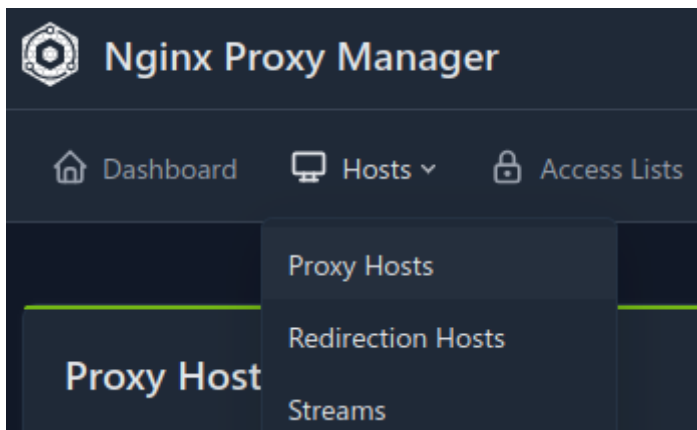 Nginx Proxy Manager
Dashboard Hosts Access Lists
Proxy Hosts
Redirection Hosts
Proxy Host
Streams